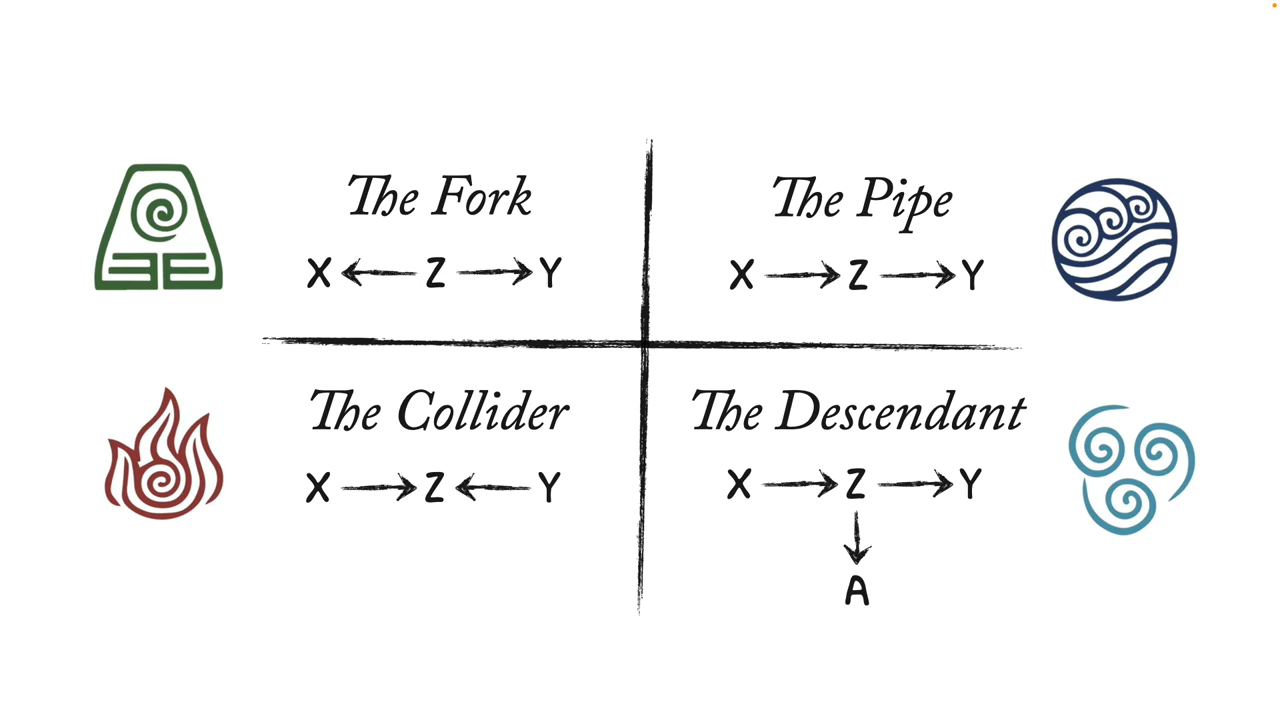 The Fork
X ← Z → Y
The Pipe
X → Z → Y
The Collider
X → Z ← Y
The Descendant
X → Z → Y
↓
A